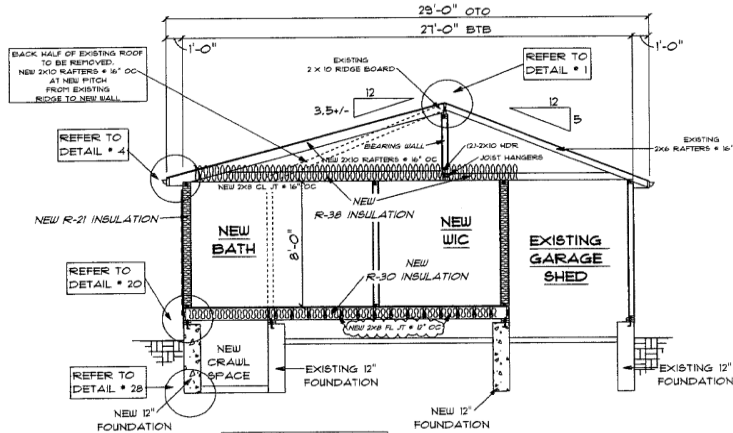 29'-0" OTO
27'-0" BTB
1'-0"
1'-0"
BACK HALF OF EXISTING ROOF
TO BE REMOVED.
NEW 2X10 RAFTERS @ 16" OC
AT NEW PITCH
FROM EXISTING
RIDGE TO NEW WALL
EXISTING
2 X 10 RIDGE BOARD
REFER TO
DETAIL # 1
12
3.5+/-
12
5
REFER TO
DETAIL # 4
BEARING WALL
(2)-2X10 HDR
JOIST HANGERS
EXISTING
2X6 RAFTERS @ 16"
NEW 2X10 RAFTERS @ 16" OC
NEW 2X8 CL JT @ 16" OC
NEW
R-38 INSULATION
NEW R-21 INSULATION
NEW
BATH
8'-0"
NEW
WIC
EXISTING
GARAGE
SHED
NEW
R-30 INSULATION
REFER TO
DETAIL # 20
NEW 2X8 FL JT @ 12" OC
NEW
CRAWL
SPACE
EXISTING 12"
FOUNDATION
EXISTING 12"
FOUNDATION
REFER TO
DETAIL # 28
NEW 12"
FOUNDATION
NEW 12"
FOUNDATION